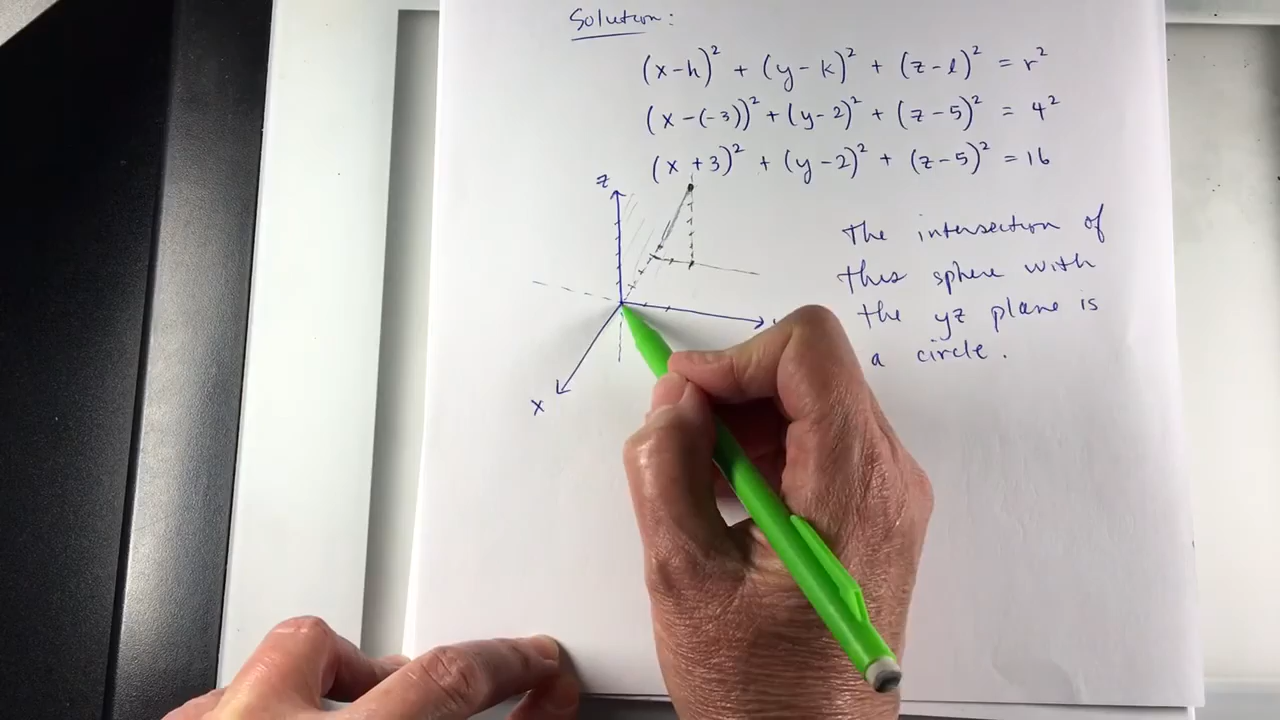 Solution:
(x-h)² + (y-k)² + (z-l)² = r²
(x-(-3))² + (y-2)² + (z-5)² = 4²
(x+3)² + (y-2)² + (z-5)² = 16
z
The intersection of
this sphere with
the yz plane is
a circle.
x